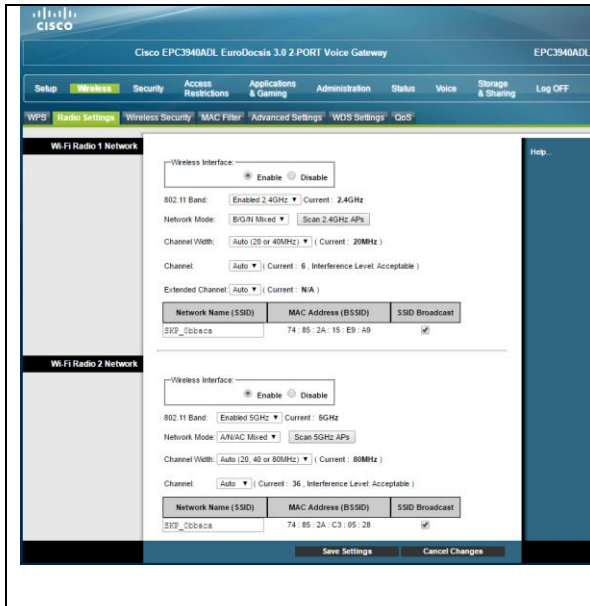 CISCO
Cisco EPC3940ADL EuroDocsis 3.0 2-PORT Voice Gateway EPC3940ADL
Setup Wireless Security Access Restrictions Applications & Gaming Administration Status Voice Storage & Sharing Log OFF
WPS Radio Settings Wireless Security MAC Filter Advanced Settings WDS Settings QoS
Wi-Fi Radio 1 Network
Help...
Wireless Interface:
Enable Disable
802.11 Band: Enabled 2.4GHz Current : 2.4GHz
Network Mode: B/G/N Mixed Scan 2.4GHz APs
Channel Width: Auto (20 or 40MHz) ( Current : 20MHz )
Channel: Auto ( Current : 6 , Interference Level: Acceptable )
Extended Channel: Auto ( Current : N/A )
Network Name (SSID) MAC Address (BSSID) SSID Broadcast
SKP_0bbaca 74 : 85 : 2A : 15 : E9 : A9
Wi-Fi Radio 2 Network
Wireless Interface:
Enable Disable
802.11 Band: Enabled 5GHz Current : 5GHz
Network Mode: A/N/AC Mixed Scan 5GHz APs
Channel Width: Auto (20, 40 or 80MHz) ( Current : 80MHz )
Channel: Auto ( Current : 36 , Interference Level: Acceptable )
Network Name (SSID) MAC Address (BSSID) SSID Broadcast
SKP_0bbaca 74 : 85 : 2A : C3 : 05 : 28
Save Settings Cancel Changes